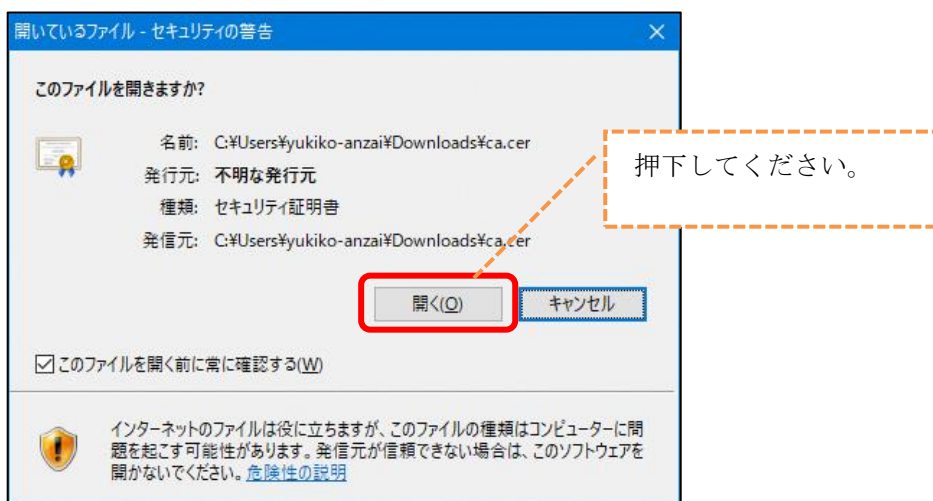 開いているファイル - セキュリティの警告
このファイルを開きますか?
名前: C:¥Users¥yukiko-anzai¥Downloads¥ca.cer
発行元: 不明な発行元
種類: セキュリティ証明書
発信元: C:¥Users¥yukiko-anzai¥Downloads¥ca.cer
押下してください。
開く(O)
キャンセル
このファイルを開く前に常に確認する(W)
インターネットのファイルは役に立ちますが、このファイルの種類はコンピューターに問
題を起こす可能性があります。発信元が信頼できない場合は、このソフトウェアを
開かないでください。危険性の説明